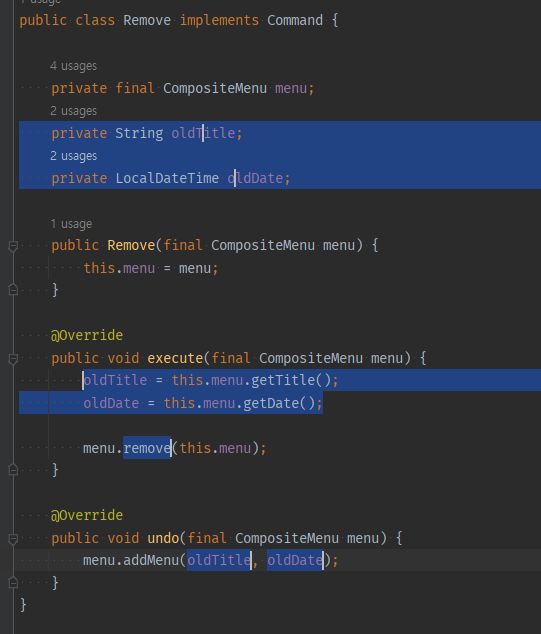 1 usage
public class Remove implements Command {
4 usages
private final CompositeMenu menu;
2 usages
private String oldTitle;
2 usages
private LocalDateTime oldDate;
1 usage
public Remove(final CompositeMenu menu) {
this.menu = menu;
}
@Override
public void execute(final CompositeMenu menu) {
oldTitle = this.menu.getTitle();
oldDate = this.menu.getDate();
menu.remove(this.menu);
}
@Override
public void undo(final CompositeMenu menu) {
menu.addMenu(oldTitle, oldDate);
}
}